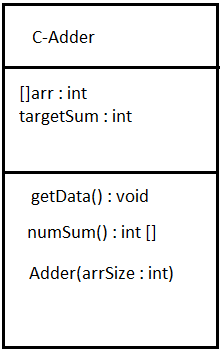 C-Adder
[]arr : int
targetSum : int
getData() : void
numSum() : int []
Adder(arrSize : int)